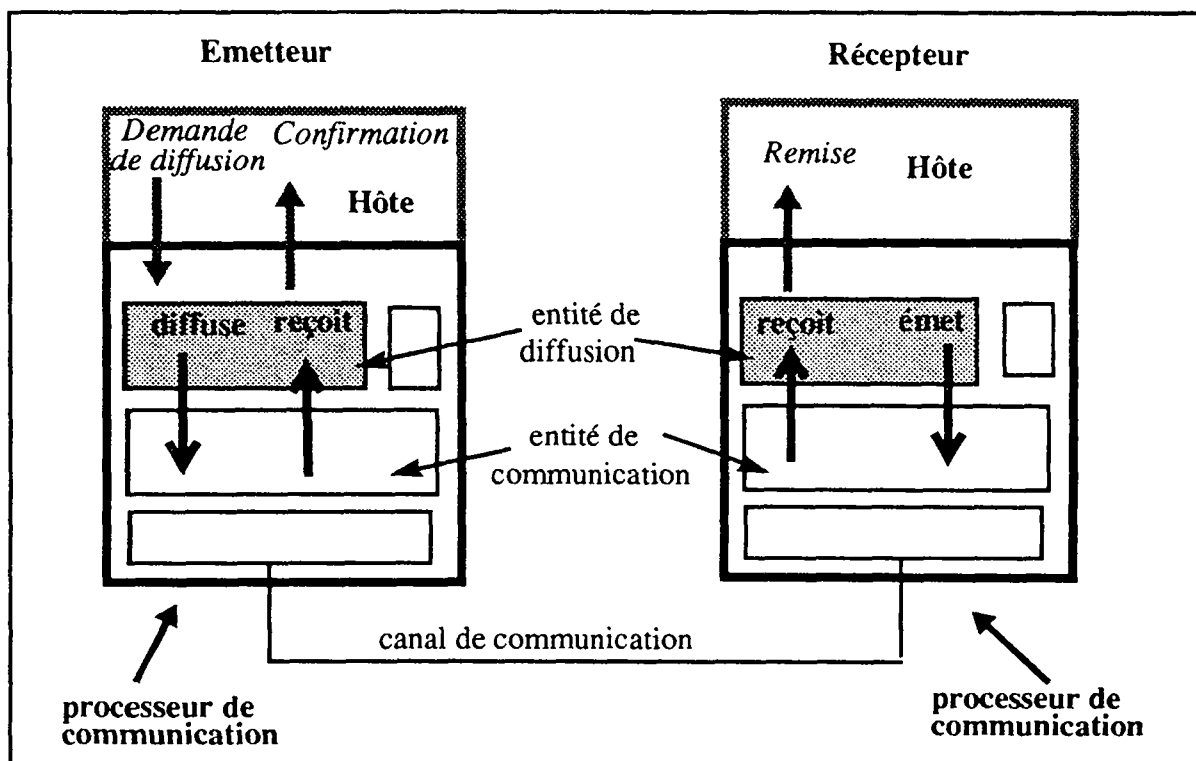 Emetteur
Récepteur
Demande Confirmation
de diffusion
Hôte
Remise
Hôte
diffuse reçoit
entité de
diffusion
reçoit émet
entité de
communication
canal de communication
processeur de
communication
processeur de
communication